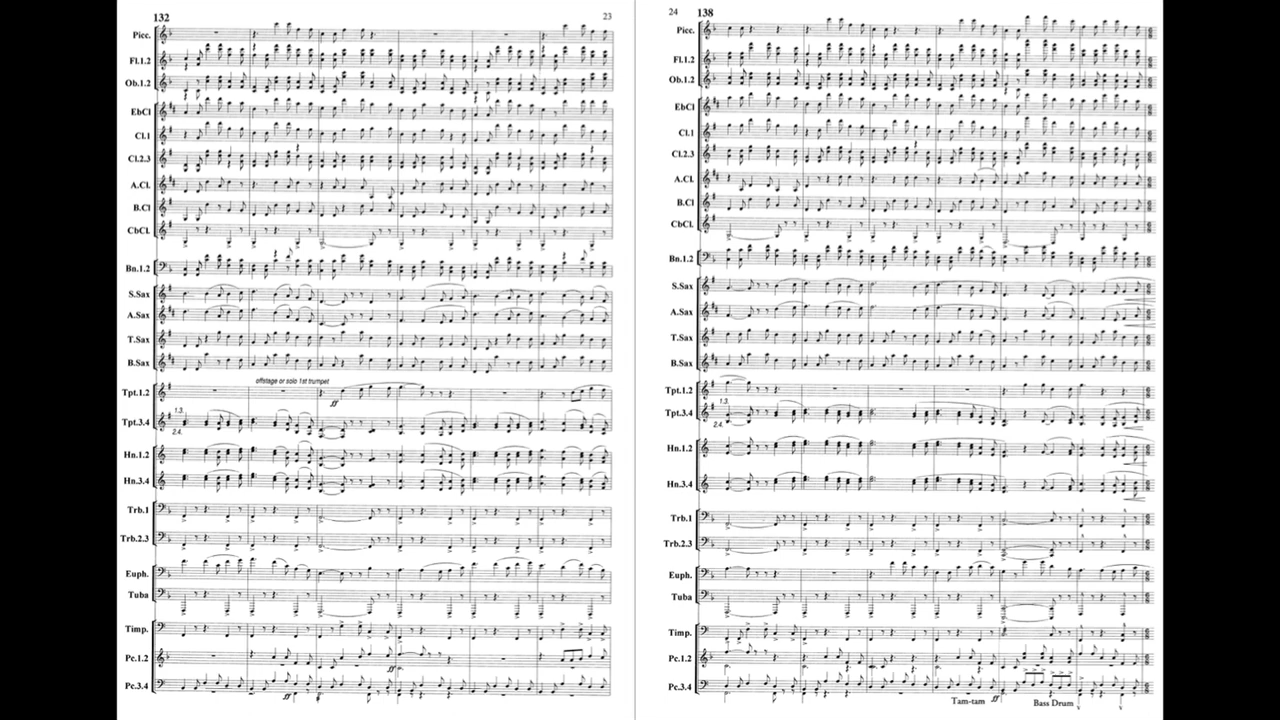 132
23
Picc.
Fl.1.2
Ob.1.2
EbCl
Cl.1
Cl.2.3
A.Cl.
B.Cl
CbCl.
Bn.1.2
S.Sax
A.Sax
T.Sax
B.Sax
offstage or solo 1st trumpet
Tpt.1.2
ff
1.3.
Tpt.3.4
2.4.
Hn.1.2
Hn.3.4
Trb.1
Trb.2.3
Euph.
Tuba
Timp.
Pc.1.2
ff
Pc.3.4
ff
24
138
Picc.
Fl.1.2
Ob.1.2
EbCl
Cl.1
Cl.2.3
A.Cl
B.Cl
CbCl.
Bn.1.2
S.Sax
A.Sax
T.Sax
B.Sax
Tpt.1.2
1.3.
Tpt.3.4
2.4.
Hn.1.2
Hn.3.4
Trb.1
Trb.2.3
Euph.
Tuba
Timp.
Pc.1.2
Pc.3.4
Tam-tam
ff
Bass Drum